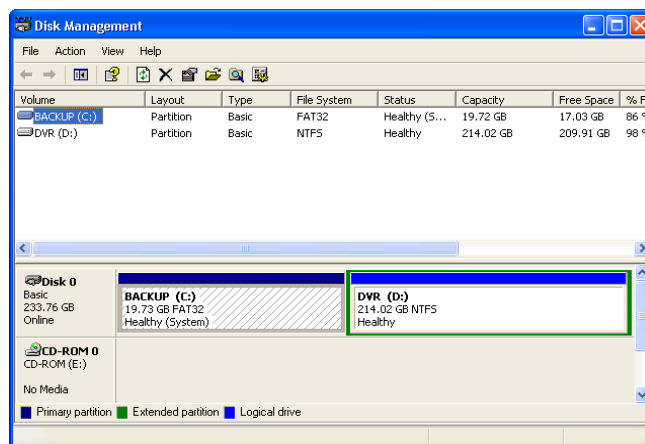 Disk Management
File Action View Help
Volume Layout Type File System Status Capacity Free Space % F
BACKUP (C:) Partition Basic FAT32 Healthy (S... 19.72 GB 17.03 GB 86 %
DVR (D:) Partition Basic NTFS Healthy 214.02 GB 209.91 GB 98 %
Disk 0
Basic
233.76 GB
Online
BACKUP (C:)
19.73 GB FAT32
Healthy (System)
DVR (D:)
214.02 GB NTFS
Healthy
CD-ROM 0
CD-ROM (E:)
No Media
Primary partition Extended partition Logical drive